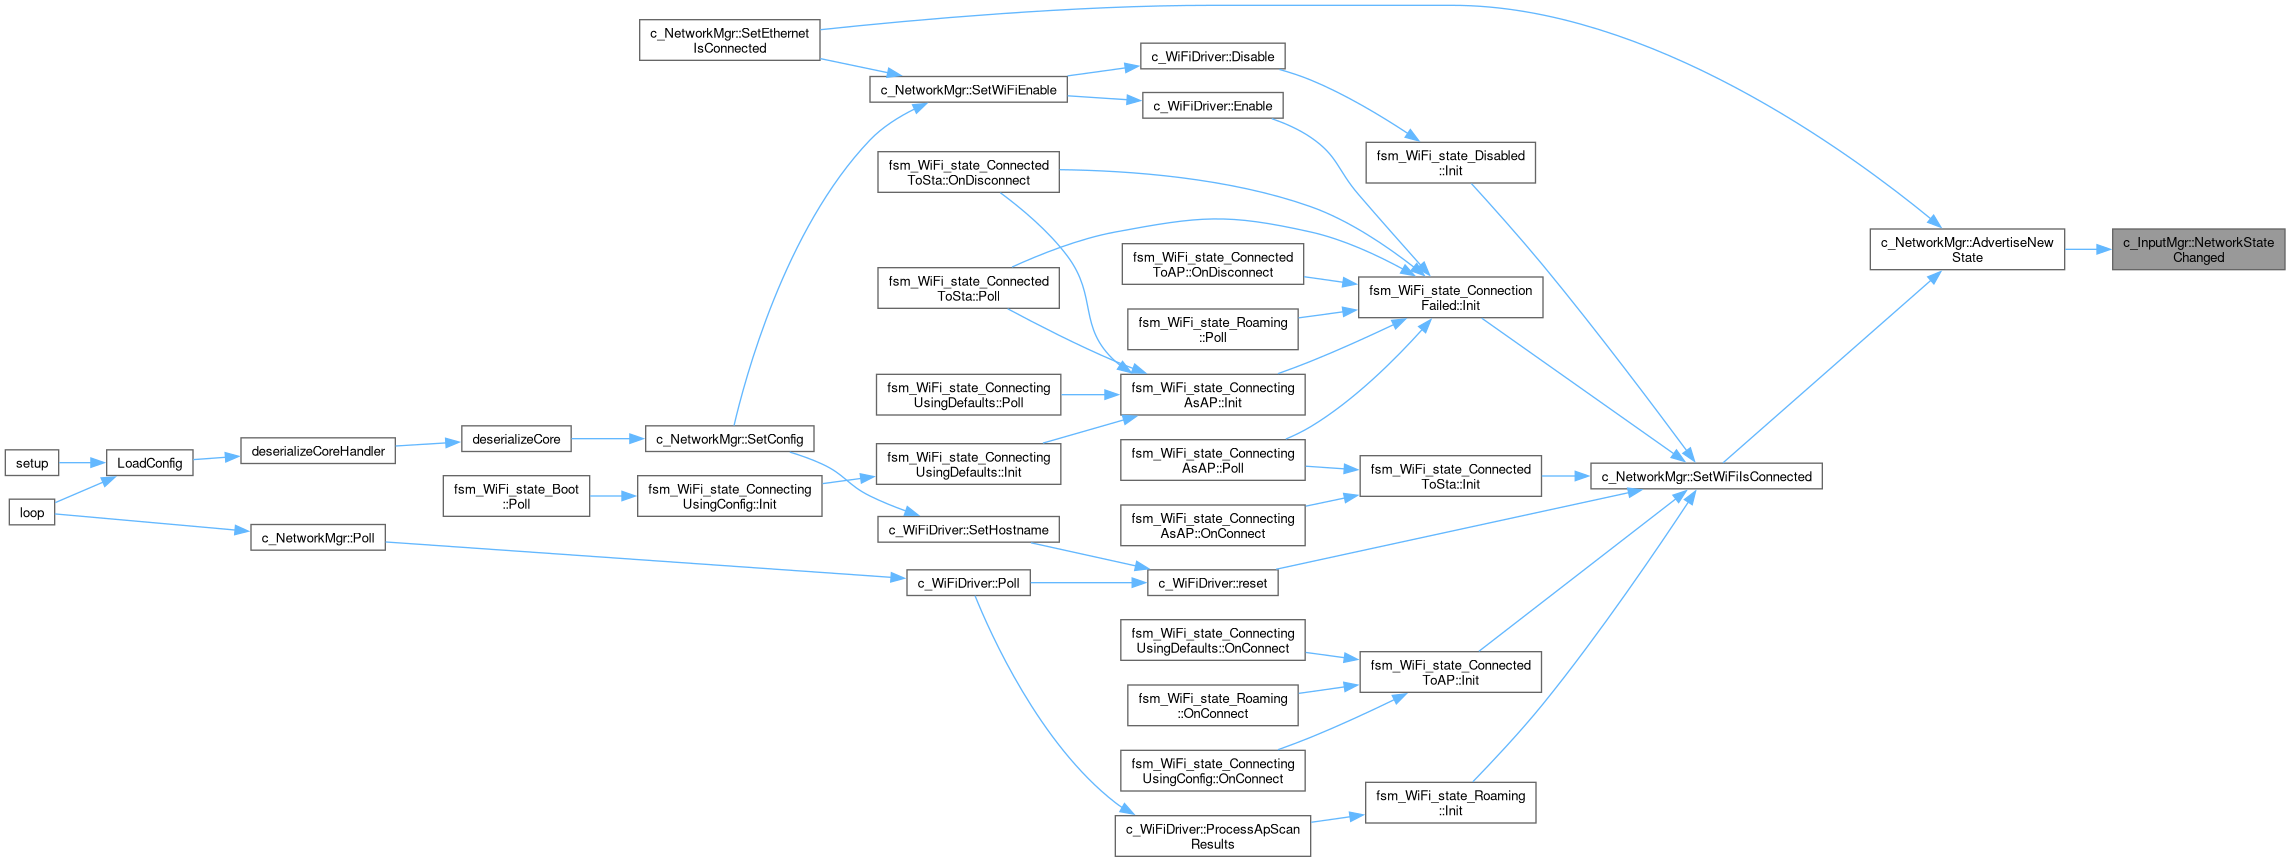 c_NetworkMgr::SetEthernet
IsConnected
c_WiFiDriver::Disable
c_NetworkMgr::SetWiFiEnable
c_WiFiDriver::Enable
fsm_WiFi_state_Disabled
::Init
fsm_WiFi_state_Connected
ToSta::OnDisconnect
c_NetworkMgr::AdvertiseNew
State
c_InputMgr::NetworkState
Changed
fsm_WiFi_state_Connected
ToAP::OnDisconnect
fsm_WiFi_state_Connected
ToSta::Poll
fsm_WiFi_state_Connection
Failed::Init
fsm_WiFi_state_Roaming
::Poll
fsm_WiFi_state_Connecting
UsingDefaults::Poll
fsm_WiFi_state_Connecting
AsAP::Init
setup
LoadConfig
deserializeCoreHandler
deserializeCore
c_NetworkMgr::SetConfig
fsm_WiFi_state_Connecting
UsingDefaults::Init
fsm_WiFi_state_Connecting
AsAP::Poll
fsm_WiFi_state_Connected
ToSta::Init
c_NetworkMgr::SetWiFiIsConnected
fsm_WiFi_state_Boot
::Poll
fsm_WiFi_state_Connecting
UsingConfig::Init
loop
c_NetworkMgr::Poll
c_WiFiDriver::SetHostname
fsm_WiFi_state_Connecting
AsAP::OnConnect
c_WiFiDriver::Poll
c_WiFiDriver::reset
fsm_WiFi_state_Connecting
UsingDefaults::OnConnect
fsm_WiFi_state_Connected
ToAP::Init
fsm_WiFi_state_Roaming
::OnConnect
fsm_WiFi_state_Connecting
UsingConfig::OnConnect
fsm_WiFi_state_Roaming
::Init
c_WiFiDriver::ProcessApScan
Results